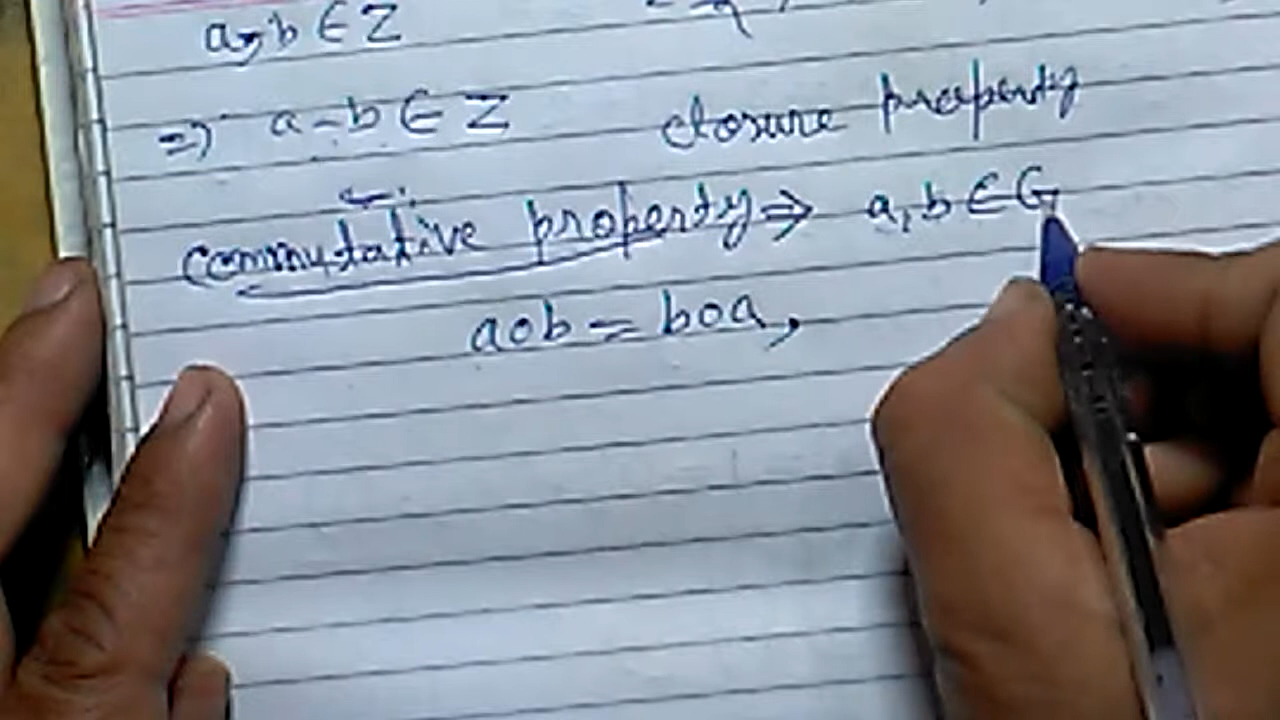 a, b ∈ Z
⇒ a - b ∈ Z closure property
commutative property ⇒ a, b ∈ G
aob = boa,